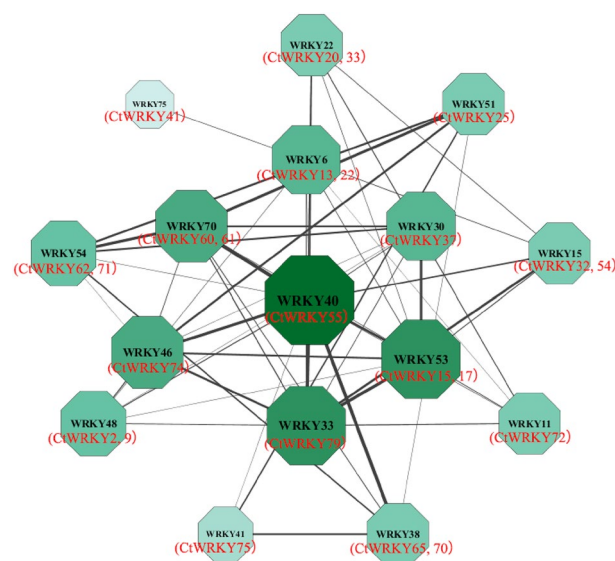 WRKY22
(CtWRKY20, 33)
WRKY75
(CtWRKY41)
WRKY51
(CtWRKY25)
WRKY6
(CtWRKY13, 22)
WRKY70
(CtWRKY60, 61)
WRKY30
(CtWRKY37)
WRKY54
(CtWRKY62, 71)
WRKY15
(CtWRKY32, 54)
WRKY40
(CtWRKY55)
WRKY46
(CtWRKY74)
WRKY53
(CtWRKY15, 17)
WRKY48
(CtWRKY2, 9)
WRKY33
(CtWRKY79)
WRKY11
(CtWRKY72)
WRKY41
(CtWRKY75)
WRKY38
(CtWRKY65, 70)